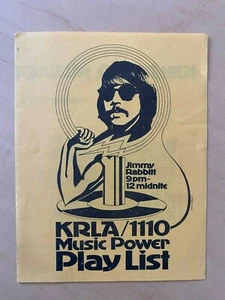 Jimmy
Rabbitt
9pm-
12 midnite
KRLA/1110
Music Power
Play List